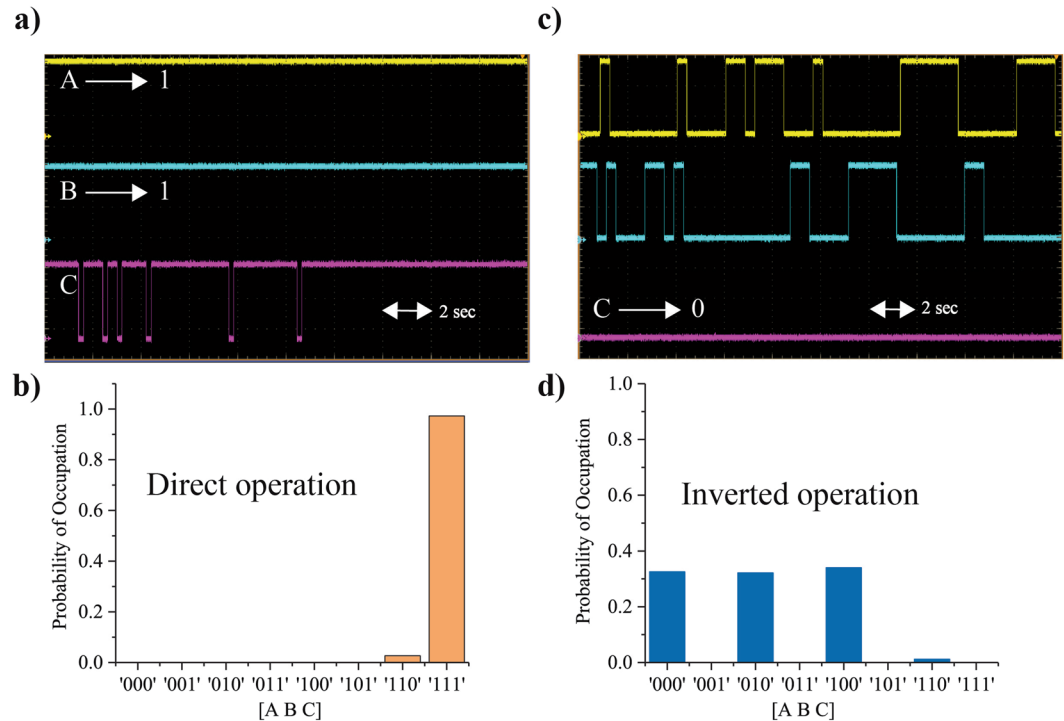 a)
A → 1
B → 1
C
2 sec
b)
Probability of Occupation
1.0
0.8
0.6
0.4
0.2
0.0
Direct operation
'000' '001' '010' '011' '100' '101' '110' '111'
[A B C]
c)
C → 0
2 sec
d)
Probability of Occupation
1.0
0.8
0.6
0.4
0.2
0.0
Inverted operation
'000' '001' '010' '011' '100' '101' '110' '111'
[A B C]